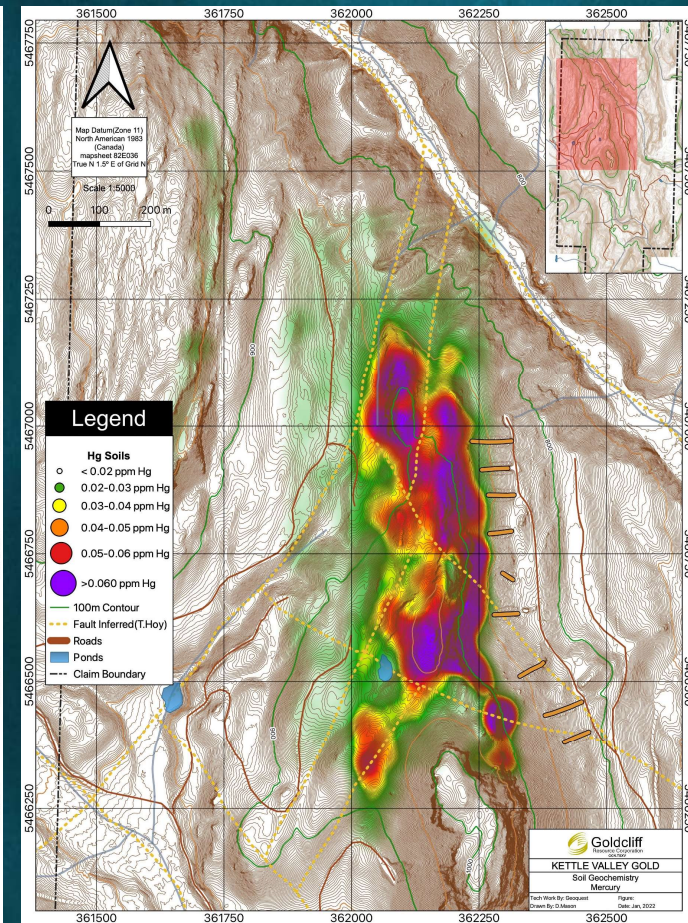 361500 361750 362000 362250 362500
5467750
Map Datum(Zone 11)
North American 1983
(Canada)
mapsheet 82E036
True N 1.5° E of Grid N
Scale 1:5000
0 100 200 m
5467500
5467250
5467000
5466750
5466500
5466250
800
900
800
900
1000
Legend
Hg Soils
< 0.02 ppm Hg
0.02-0.03 ppm Hg
0.03-0.04 ppm Hg
0.04-0.05 ppm Hg
0.05-0.06 ppm Hg
>0.060 ppm Hg
100m Contour
Fault Inferred(T.Hoy)
Roads
Ponds
Claim Boundary
Goldcliff
Resource Corporation
KETTLE VALLEY GOLD
Soil Geochemistry
Mercury
Tech Work By: Geoquest Figure:
Drawn By: D.Mason Date: Jan, 2022
361500 361750 362000 362250 362500